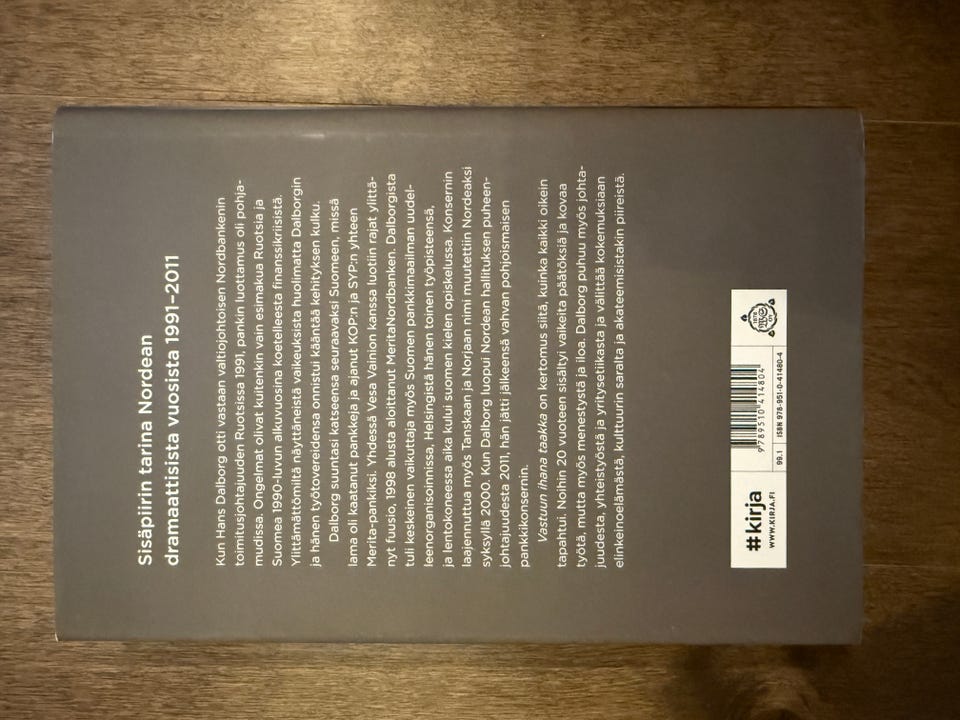 Sisäpiirin tarina Nordean
dramaattisista vuosista 1991–2011
Kun Hans Dalborg otti vastaan valtiojohtoisen Nordbankenin
toimitusjohtajuuden Ruotsissa 1991, pankin luottamus oli pohja-
mudissa. Ongelmat olivat kuitenkin vain esimakua Ruotsia ja
Suomea 1990-luvun alkuvuosina koetelleesta finanssikriisistä.
Ylittämättömiltä näyttäneistä vaikeuksista huolimatta Dalborgin
ja hänen työtovereidensa onnistui kääntää kehityksen kulku.
Dalborg suuntasi katseensa seuraavaksi Suomeen, missä
lama oli kaatanut pankkeja ja ajanut KOP:n ja SYP:n yhteen
Merita-pankiksi. Yhdessä Vesa Vainion kanssa luotiin rajat ylittä-
nyt fuusio, 1998 alusta aloittanut MeritaNordbanken. Dalborgista
tuli keskeinen vaikuttaja myös Suomen pankkimaailman uudel-
leenorganisoinnissa, Helsingistä hänen toinen työpisteensä,
ja lentokoneessa aika kului suomen kielen opiskelussa. Konsernin
laajennuttua myös Tanskaan ja Norjaan nimi muutettiin Nordeaksi
syksyllä 2000. Kun Dalborg luopui Nordean hallituksen puheen-
johtajuudesta 2011, hän jätti jälkeensä vahvan pohjoismaisen
pankkikonsernin.
Vastuun ihana taakka on kertomus siitä, kuinka kaikki oikein
tapahtui. Noihin 20 vuoteen sisältyi vaikeita päätöksiä ja kovaa
työtä, mutta myös menestystä ja iloa. Dalborg puhuu myös johta-
juudesta, yhteistyöstä ja yritysetiikasta ja välittää kokemuksiaan
elinkeinoelämästä, kulttuurin saralta ja akateemisistakin piireistä.
#kirja
WWW.KIRJA.FI
9789510414804
99.1
ISBN 978-951-0-41480-4